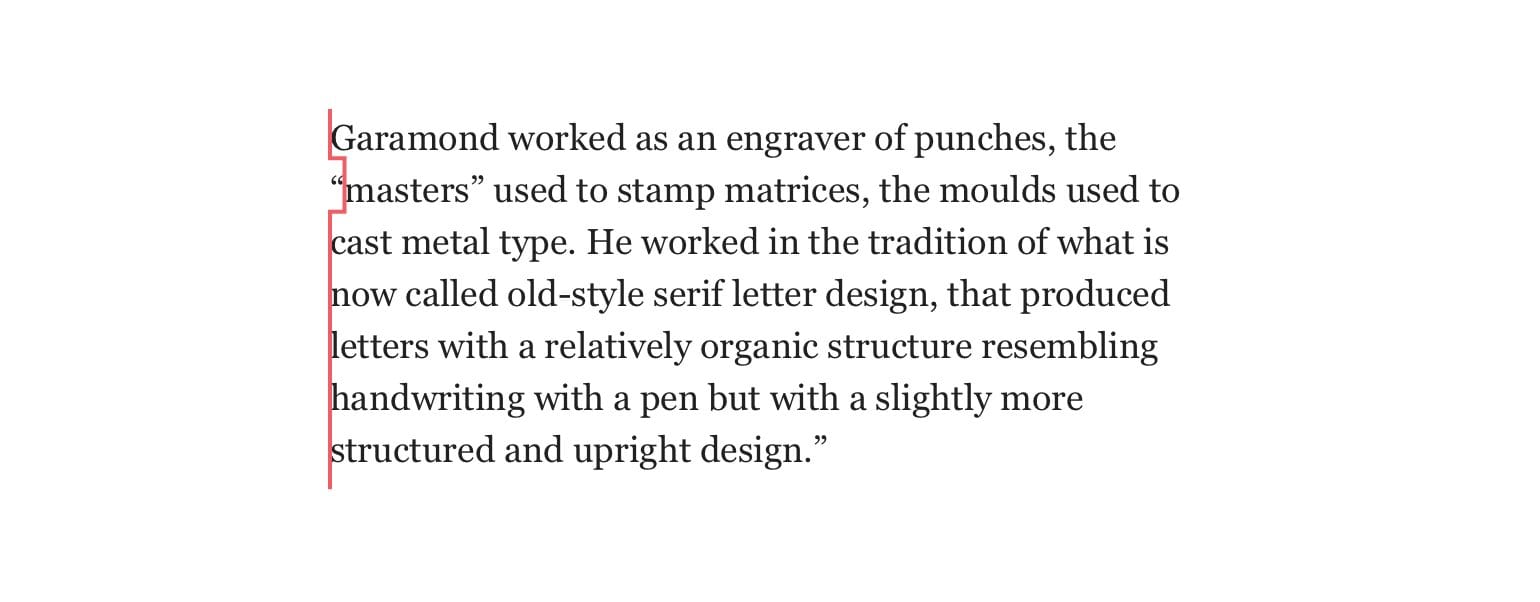 Garamond worked as an engraver of punches, the
“masters” used to stamp matrices, the moulds used to
cast metal type. He worked in the tradition of what is
now called old-style serif letter design, that produced
letters with a relatively organic structure resembling
handwriting with a pen but with a slightly more
structured and upright design.”